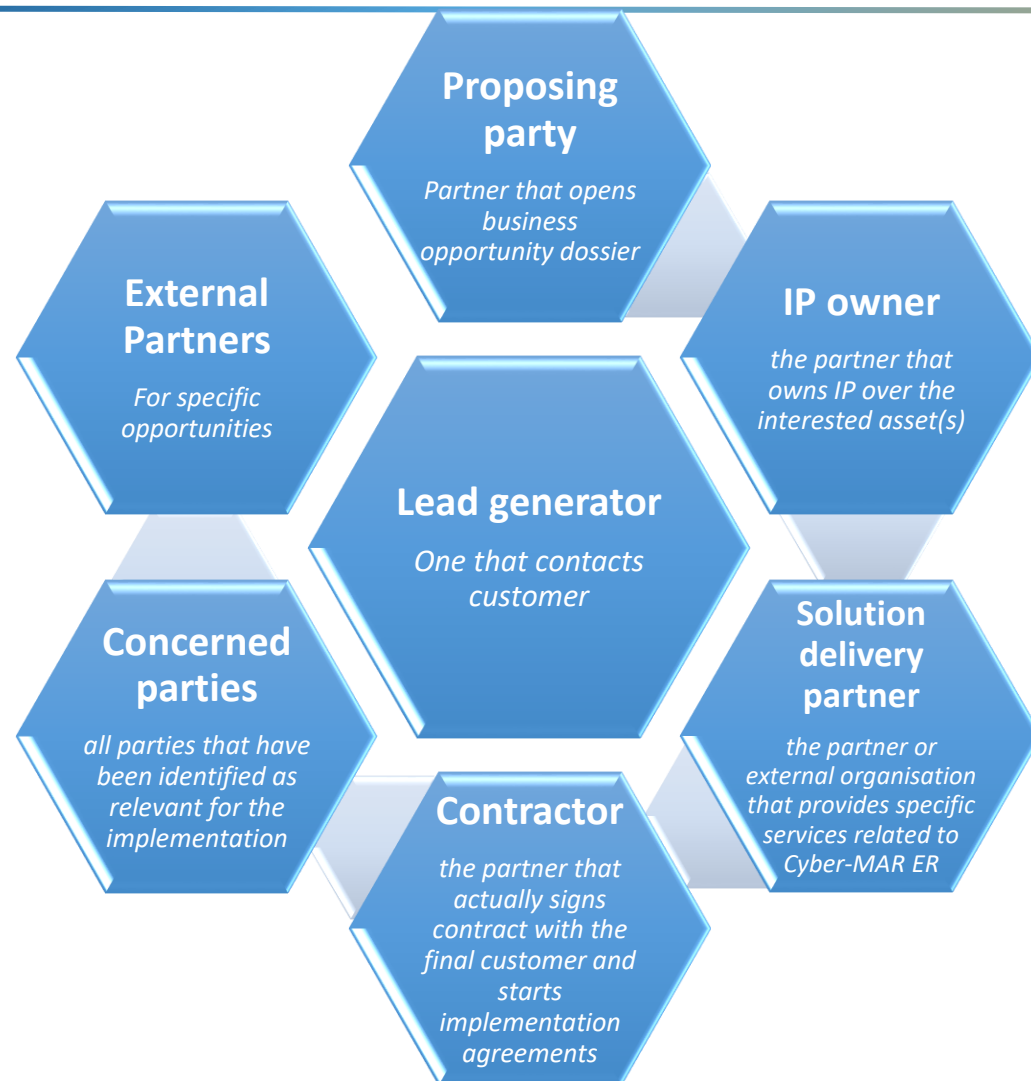 Proposing
party
Partner that opens
business
opportunity dossier
External
Partners
For specific
opportunities
IP owner
the partner that
owns IP over the
interested asset(s)
Lead generator
One that contacts
customer
Concerned
parties
all parties that have
been identified as
relevant for the
implementation
Solution
delivery
partner
the partner or
external organisation
that provides specific
services related to
Cyber-MAR ER
Contractor
the partner that
actually signs
contract with the
final customer and
starts
implementation
agreements